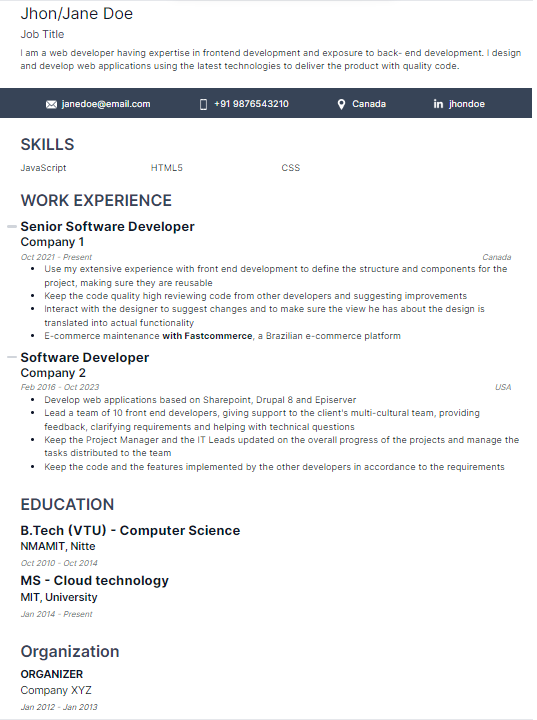 Jhon/Jane Doe
Job Title
I am a web developer having expertise in frontend development and exposure to back- end development. I design
and develop web applications using the latest technologies to deliver the product with quality code.
janedoe@email.com +91 9876543210 Canada jhondoe
SKILLS
JavaScript HTML5 CSS
WORK EXPERIENCE
Senior Software Developer
Company 1
Oct 2021 - Present Canada
• Use my extensive experience with front end development to define the structure and components for the
project, making sure they are reusable
• Keep the code quality high reviewing code from other developers and suggesting improvements
• Interact with the designer to suggest changes and to make sure the view he has about the design is
translated into actual functionality
• E-commerce maintenance with Fastcommerce, a Brazilian e-commerce platform
Software Developer
Company 2
Feb 2016 - Oct 2023 USA
• Develop web applications based on Sharepoint, Drupal 8 and Episerver
• Lead a team of 10 front end developers, giving support to the client's multi-cultural team, providing
feedback, clarifying requirements and helping with technical questions
• Keep the Project Manager and the IT Leads updated on the overall progress of the projects and manage the
tasks distributed to the team
• Keep the code and the features implemented by the other developers in accordance to the requirements
EDUCATION
B.Tech (VTU) - Computer Science
NMAMIT, Nitte
Oct 2010 - Oct 2014
MS - Cloud technology
MIT, University
Jan 2014 - Present
Organization
ORGANIZER
Company XYZ
Jan 2012 - Jan 2013